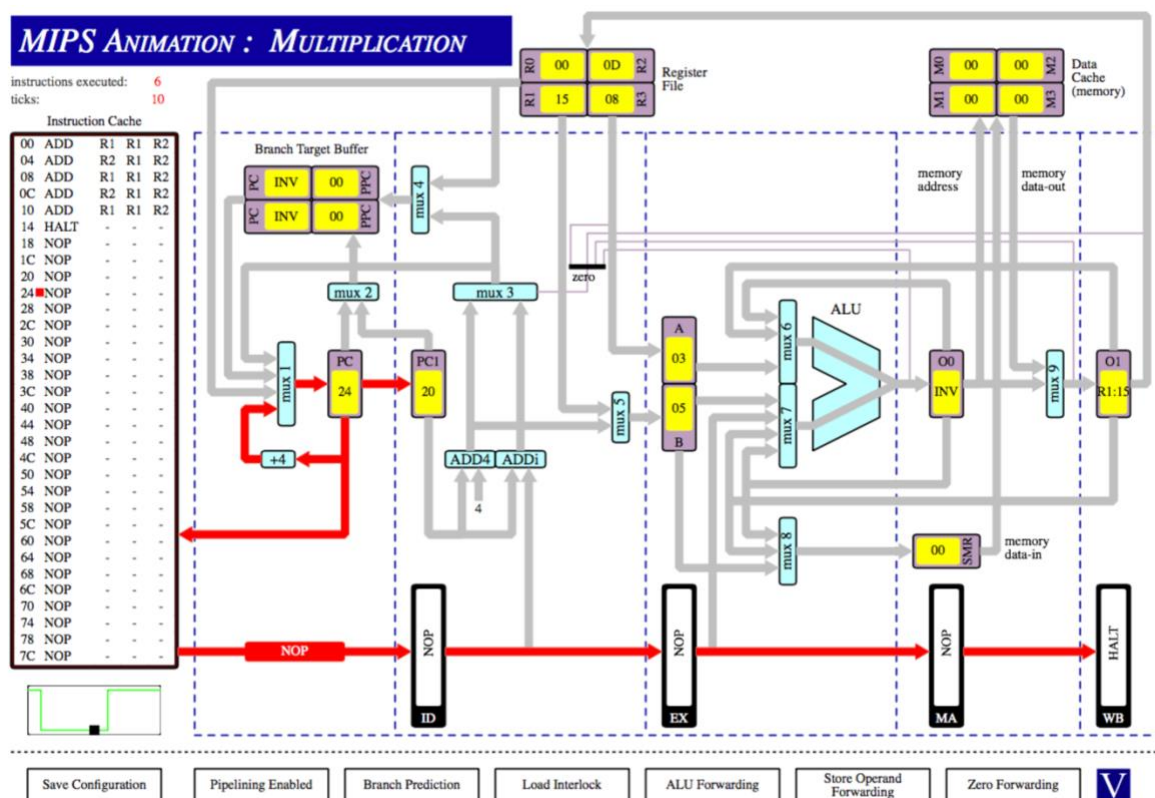 MIPS ANIMATION : MULTIPLICATION
instructions executed: 6
ticks: 10
Instruction Cache
00 ADD R1 R1 R2
04 ADD R2 R1 R2
08 ADD R1 R1 R2
0C ADD R2 R1 R2
10 ADD R1 R1 R2
14 HALT - - -
18 NOP - - -
1C NOP - - -
20 NOP - - -
24 NOP - - -
28 NOP - - -
2C NOP - - -
30 NOP - - -
34 NOP - - -
38 NOP - - -
3C NOP - - -
40 NOP - - -
44 NOP - - -
48 NOP - - -
4C NOP - - -
50 NOP - - -
54 NOP - - -
58 NOP - - -
5C NOP - - -
60 NOP - - -
64 NOP - - -
68 NOP - - -
6C NOP - - -
70 NOP - - -
74 NOP - - -
78 NOP - - -
7C NOP - - -
R0 00 0D R2
R1 15 08 R3
Register
File
M0 00 00 M2
M1 00 00 M3
Data
Cache
(memory)
Branch Target Buffer
PC INV 00 PPC
PC INV 00 PPC
mux 4
memory
address
memory
data-out
zero
mux 2
mux 3
mux 1
PC
24
PC1
20
+4
ADD4
ADDi
4
mux 5
A
03
05
B
mux 6
mux 7
ALU
O0
INV
mux 9
O1
R1:15
mux 8
00 SMR
memory
data-in
NOP
NOP
ID
NOP
EX
NOP
MA
HALT
WB
Save Configuration
Pipelining Enabled
Branch Prediction
Load Interlock
ALU Forwarding
Store Operand
Forwarding
Zero Forwarding
V